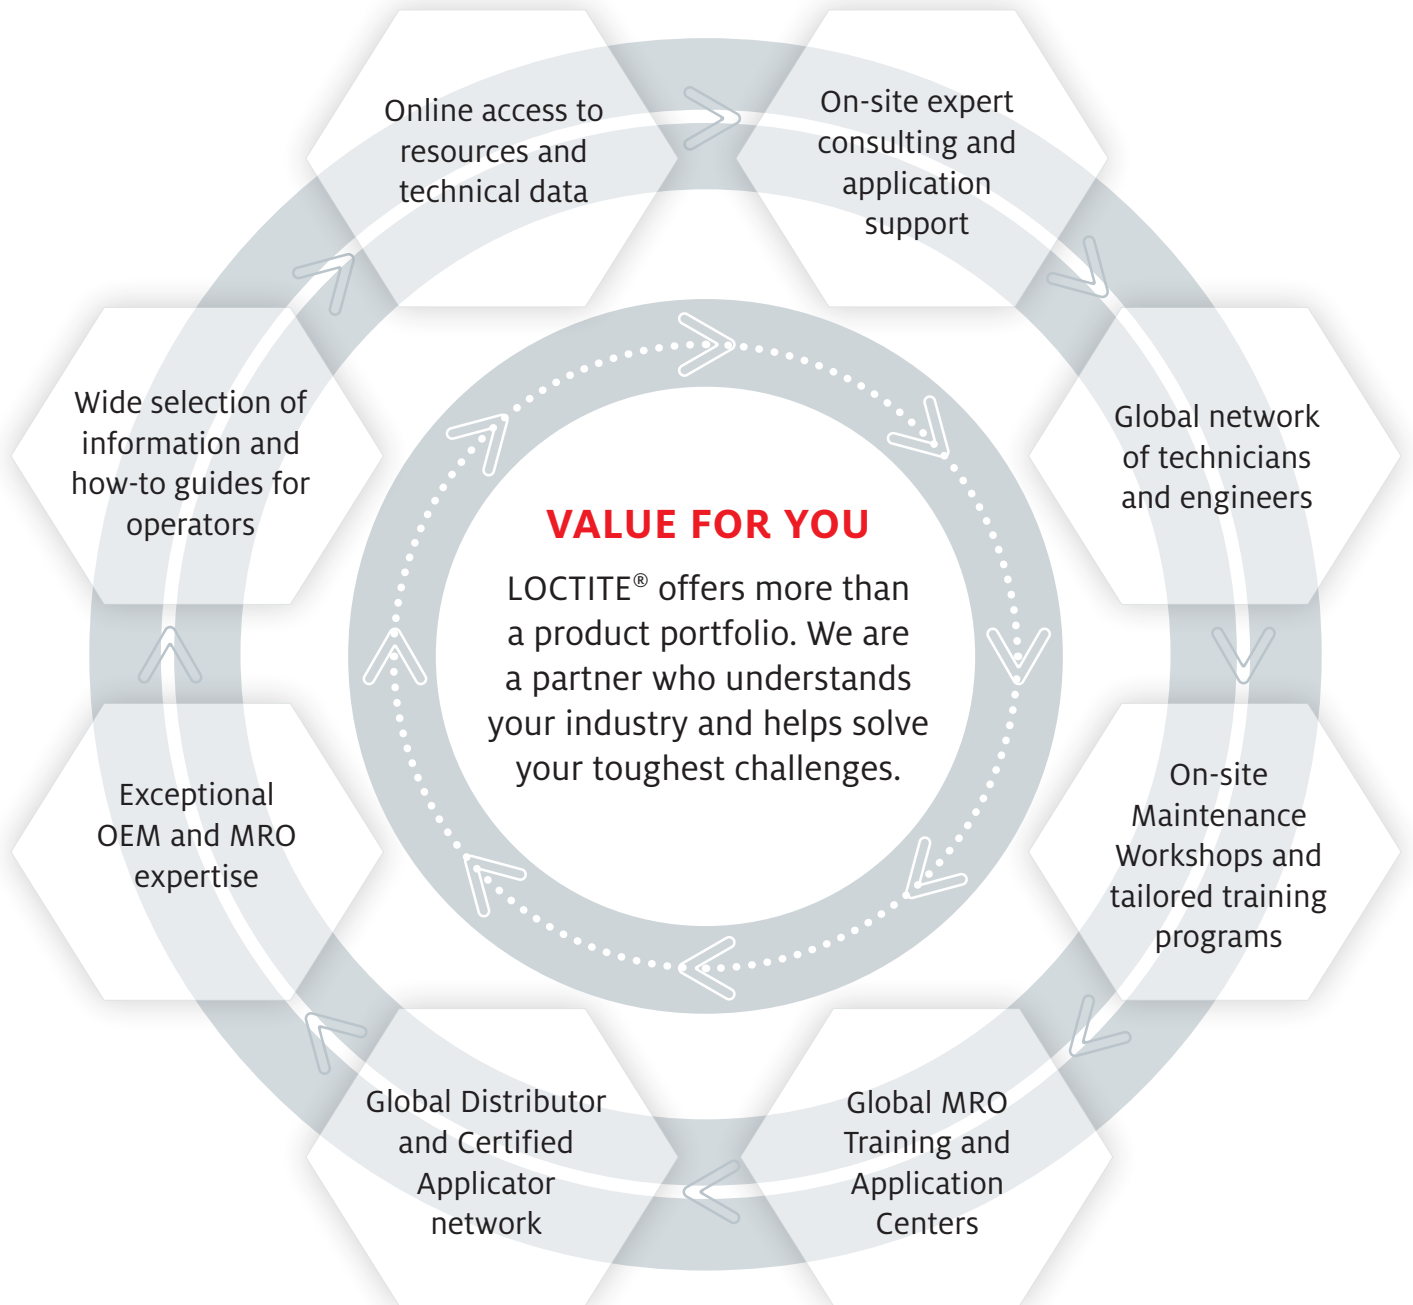 Online access to
resources and
technical data
On-site expert
consulting and
application
support
Global network
of technicians
and engineers
On-site
Maintenance
Workshops and
tailored training
programs
Global MRO
Training and
Application
Centers
Global Distributor
and Certified
Applicator
network
Exceptional
OEM and MRO
expertise
Wide selection of
information and
how-to guides for
operators
VALUE FOR YOU
LOCTITE® offers more than
a product portfolio. We are
a partner who understands
your industry and helps solve
your toughest challenges.